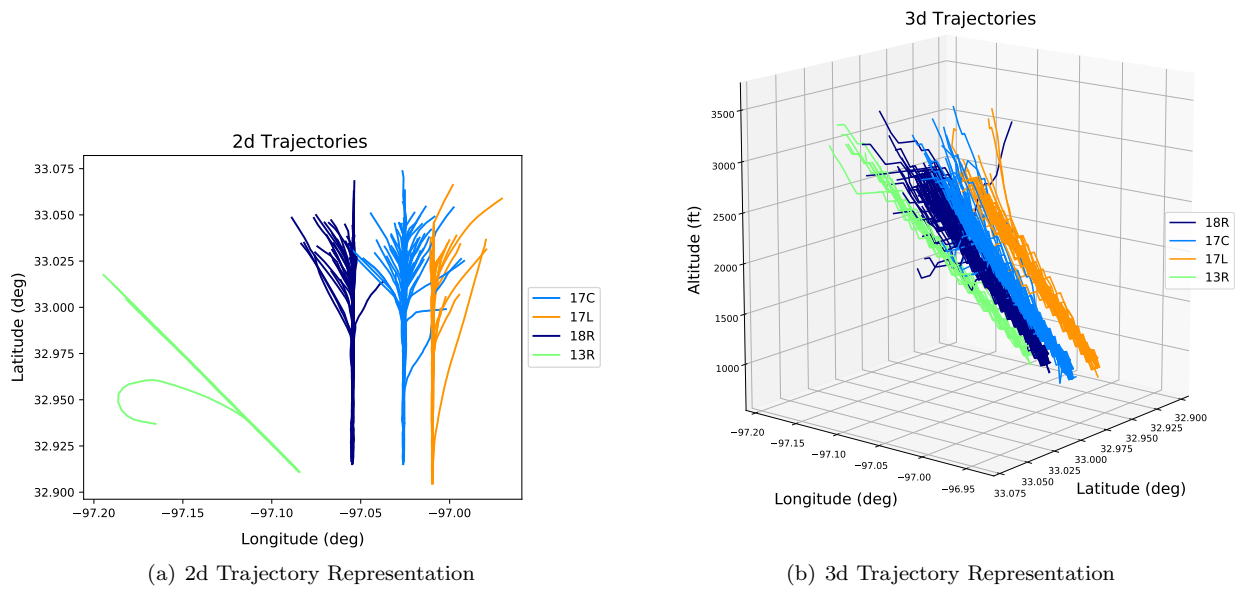 2d Trajectories
33.075
33.050
33.025
33.000
32.975
32.950
32.925
32.900
Latitude (deg)
−97.20
−97.15
−97.10
−97.05
−97.00
Longitude (deg)
17C
17L
18R
13R
(a) 2d Trajectory Representation
3d Trajectories
3500
3000
2500
2000
1500
1000
Altitude (ft)
−97.20
−97.15
−97.10
−97.05
−97.00
−96.95
Longitude (deg)
33.075
33.050
33.025
33.000
32.975
32.950
32.925
32.900
Latitude (deg)
18R
17C
17L
13R
(b) 3d Trajectory Representation